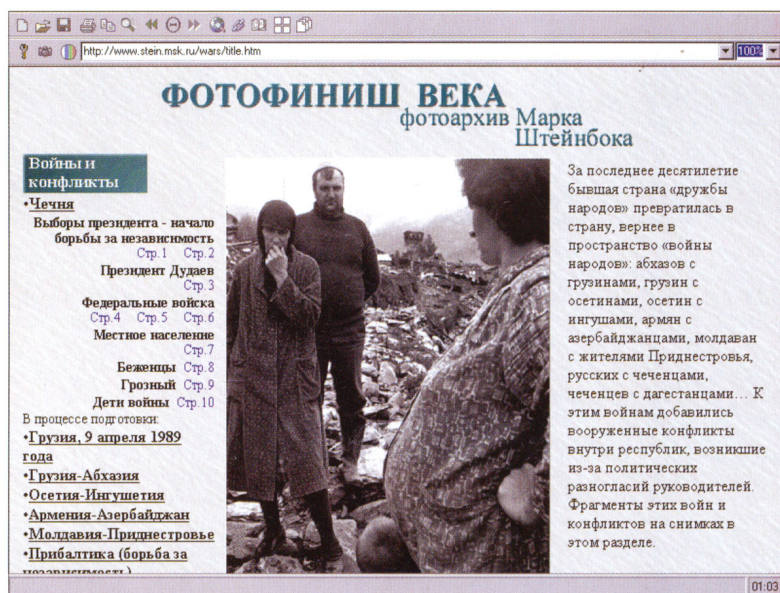 http://www.stein.msk.ru/wars/title.htm
100%
ФОТОФИНИШ ВЕКА
фотоархив Марка
Штейнбока
Войны и
конфликты
•Чечня
Выборы президента - начало
борьбы за независимость
Стр.1 Стр.2
Президент Дудаев
Стр.3
Федеральные войска
Стр.4 Стр.5 Стр.6
Местное население
Стр.7
Беженцы Стр.8
Грозный Стр.9
Дети войны Стр.10
В процессе подготовки:
•Грузия, 9 апреля 1989
года
•Грузия-Абхазия
•Осетия-Ингушетия
•Армения-Азербайджан
•Молдавия-Приднестровье
•Прибалтика (борьба за
независимость)
За последнее десятилетие
бывшая страна «дружбы
народов» превратилась в
страну, вернее в
пространство «войны
народов»: абхазов с
грузинами, грузин с
осетинами, осетин с
ингушами, армян с
азербайджанцами, молдаван
с жителями Приднестровья,
русских с чеченцами,
чеченцев с дагестанцами... К
этим войнам добавились
вооруженные конфликты
внутри республик, возникшие
из-за политических
разногласий руководителей.
Фрагменты этих войн и
конфликтов на снимках в
этом разделе.
01:03